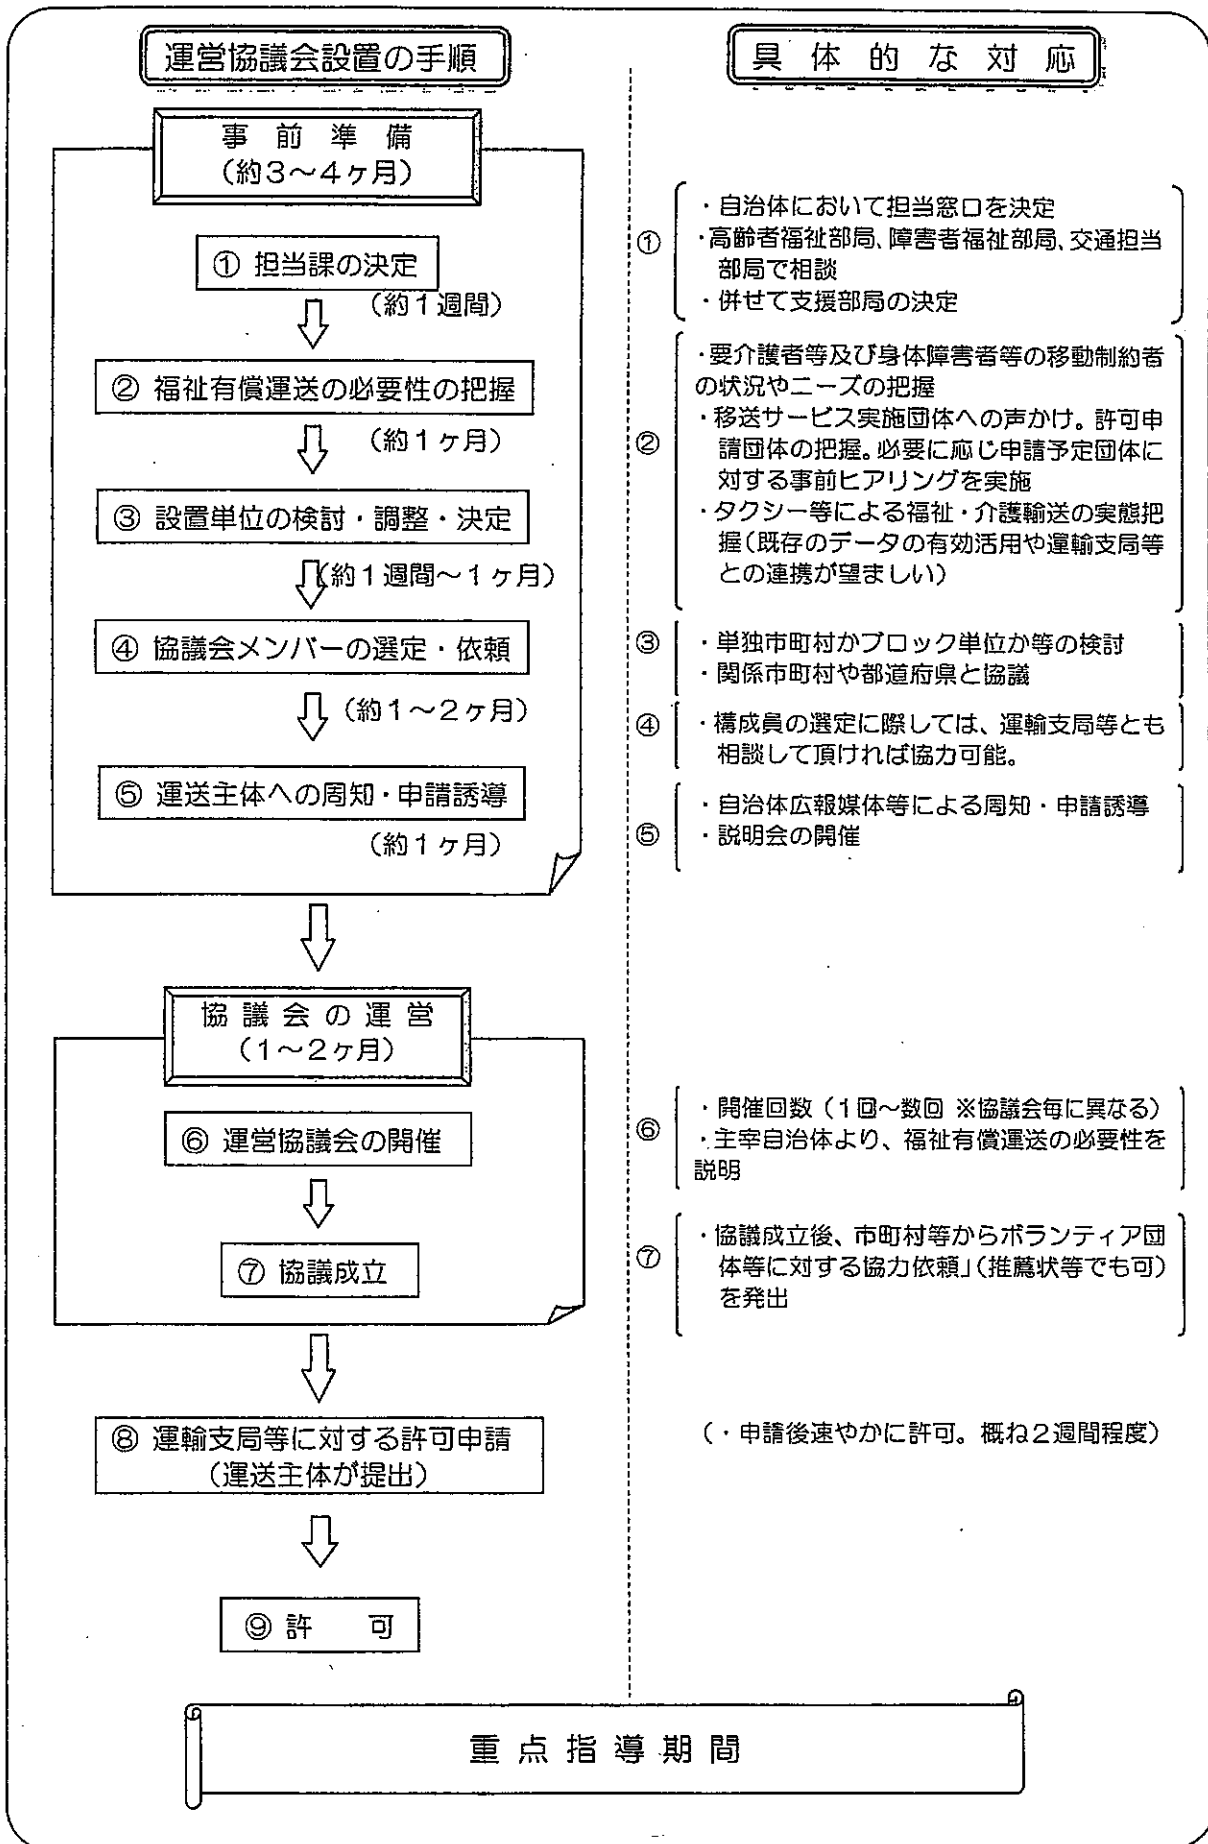 運営協議会設置の手順
事前準備
(約3~4ヶ月)
① 担当課の決定
(約1週間)
② 福祉有償運送の必要性の把握
(約1ヶ月)
③ 設置単位の検討・調整・決定
(約1週間~1ヶ月)
④ 協議会メンバーの選定・依頼
(約1~2ヶ月)
⑤ 運送主体への周知・申請誘導
(約1ヶ月)
協議会の運営
(1~2ヶ月)
⑥ 運営協議会の開催
⑦ 協議成立
⑧ 運輸支局等に対する許可申請
(運送主体が提出)
⑨ 許 可
具体的な対応
①
・自治体において担当窓口を決定
・高齢者福祉部局、障害者福祉部局、交通担当
部局で相談
・併せて支援部局の決定
②
・要介護者等及び身体障害者等の移動制約者
の状況やニーズの把握
・移送サービス実施団体への声かけ。許可申
請団体の把握。必要に応じ申請予定団体に
対する事前ヒアリングを実施
・タクシー等による福祉・介護輸送の実態把
握(既存のデータの有効活用や運輸支局等
との連携が望ましい)
③
・単独市町村かブロック単位か等の検討
・関係市町村や都道府県と協議
④
・構成員の選定に際しては、運輸支局等とも
相談して頂ければ協力可能。
⑤
・自治体広報媒体等による周知・申請誘導
・説明会の開催
⑥
・開催回数(1回~数回 ※協議会毎に異なる)
・主宰自治体より、福祉有償運送の必要性を
説明
⑦
・協議成立後、市町村等からボランティア団
体等に対する協力依頼」(推薦状等でも可)
を発出
(・申請後速やかに許可。概ね2週間程度)
重点指導期間